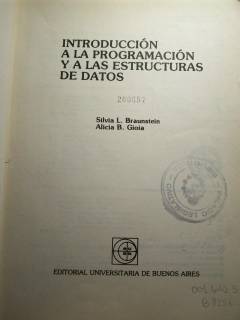 INTRODUCCIÓN
A LA PROGRAMACIÓN
Y A LAS ESTRUCTURAS
DE DATOS
Silvia L. Braunstein
Alicia B. Gioia
EDITORIAL UNIVERSITARIA DE BUENOS AIRES